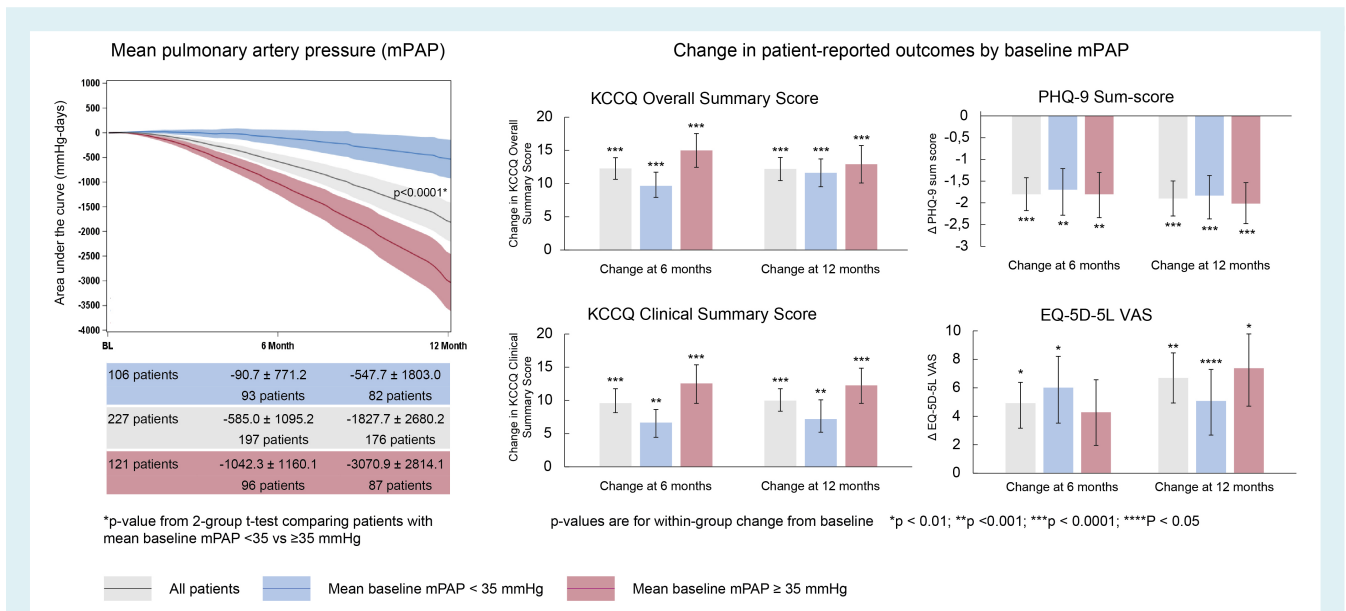 Mean pulmonary artery pressure (mPAP)
Area under the curve (mmHg-days)
1000
500
0
-500
-1000
-1500
-2000
-2500
-3000
-3500
-4000
p<0.0001*
BL
6 Month
12 Month
106 patients
-90.7 ± 771.2
-547.7 ± 1803.0
93 patients
82 patients
227 patients
-585.0 ± 1095.2
-1827.7 ± 2680.2
197 patients
176 patients
121 patients
-1042.3 ± 1160.1
-3070.9 ± 2814.1
96 patients
87 patients
*p-value from 2-group t-test comparing patients with
mean baseline mPAP <35 vs ≥35 mmHg
Change in patient-reported outcomes by baseline mPAP
KCCQ Overall Summary Score
Change in KCCQ Overall
Summary Score
20
15
10
5
0
***
***
***
***
***
***
Change at 6 months
Change at 12 months
PHQ-9 Sum-score
Δ PHQ-9 sum score
0
-0,5
-1
-1,5
-2
-2,5
-3
***
**
**
***
***
***
Change at 6 months
Change at 12 months
KCCQ Clinical Summary Score
Change in KCCQ Clinical
Summary Score
20
15
10
5
0
***
**
***
***
**
***
Change at 6 months
Change at 12 months
EQ-5D-5L VAS
Δ EQ-5D-5L VAS
10
8
6
4
2
0
*
*
**
****
*
Change at 6 months
Change at 12 months
p-values are for within-group change from baseline *p < 0.01; **p <0.001; ***p < 0.0001; ****P < 0.05
All patients
Mean baseline mPAP < 35 mmHg
Mean baseline mPAP ≥ 35 mmHg